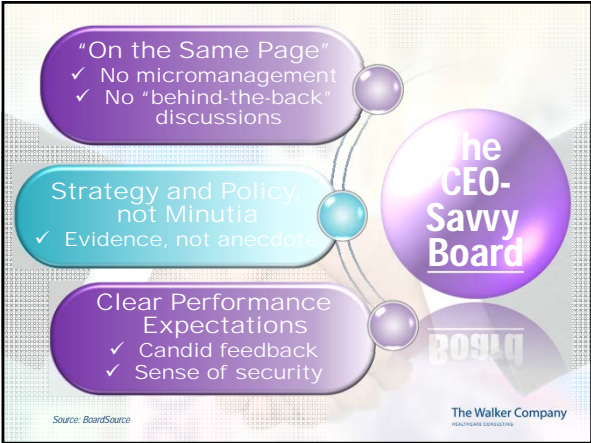 "On the Same Page"
✓ No micromanagement
✓ No "behind-the-back"
discussions
Strategy and Policy,
not Minutia
✓ Evidence, not anecdote
Clear Performance
Expectations
✓ Candid feedback
✓ Sense of security
The
CEO-
Savvy
Board
Source: BoardSource
The Walker Company
HEALTHCARE CONSULTING